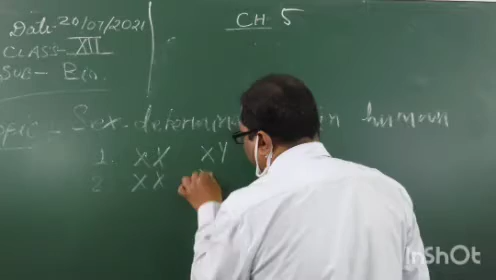 Date- 20/07/2021
CH 5
CLASS- XII
SUB- Bio.
Topic - Sex-determina in human
1. XX XY
2 XX
InShOt